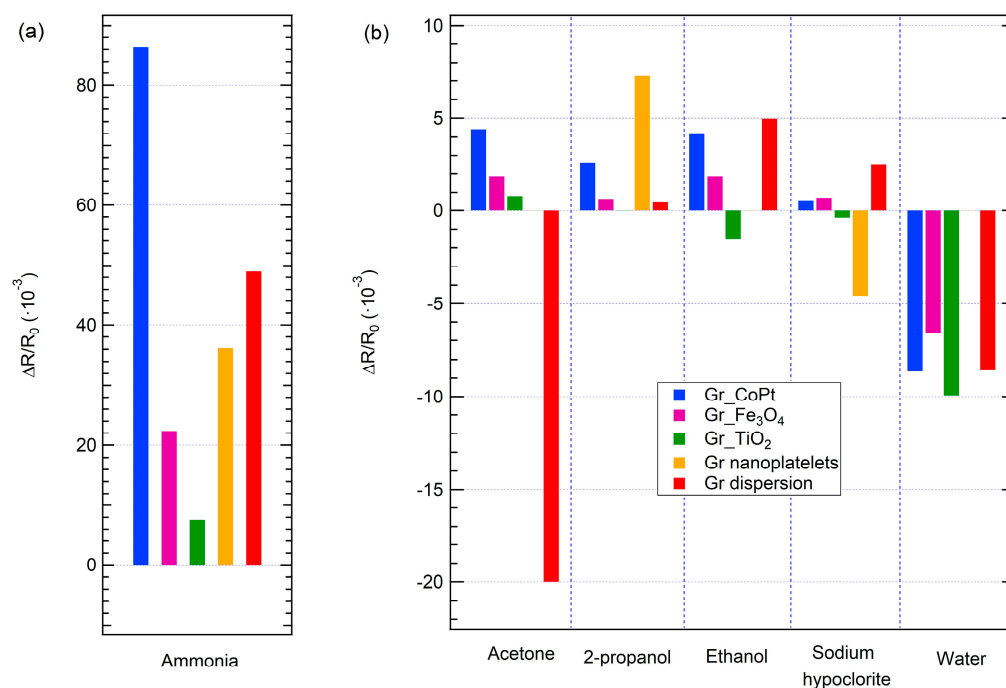 (a)
ΔR/R₀ (·10⁻³)
80
60
40
20
0
Ammonia
(b)
ΔR/R₀ (·10⁻³)
10
5
0
-5
-10
-15
-20
Gr_CoPt
Gr_Fe₃O₄
Gr_TiO₂
Gr nanoplatelets
Gr dispersion
Acetone
2-propanol
Ethanol
Sodium
hypoclorite
Water